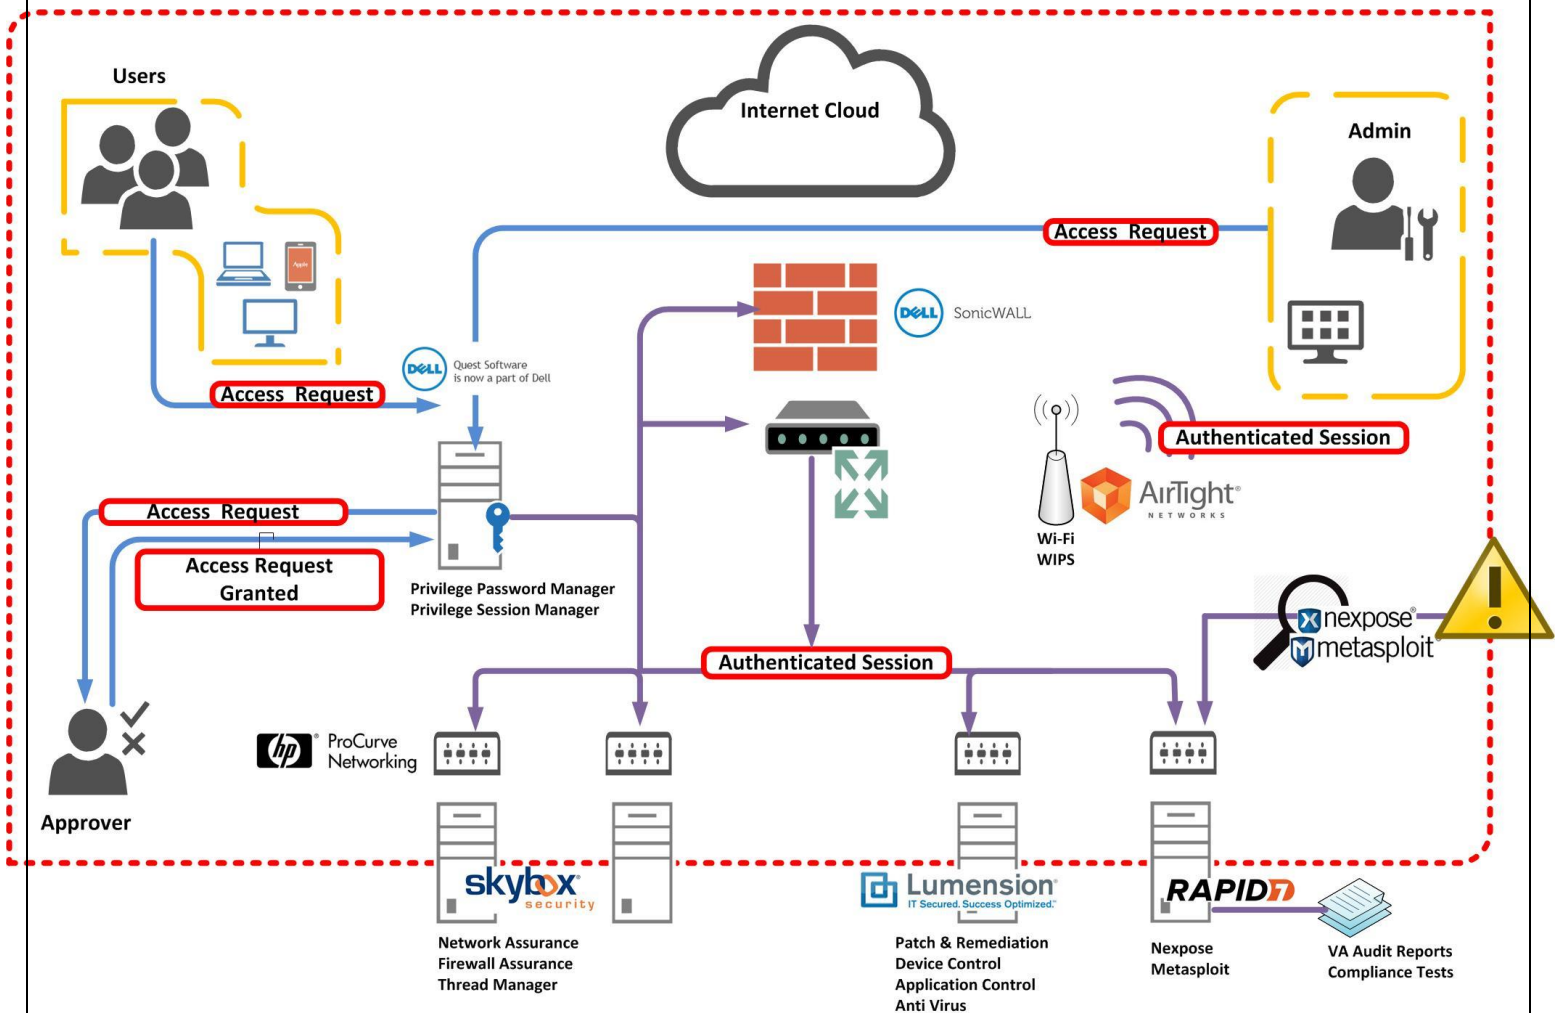 Users
Internet Cloud
Admin
Access Request
Apple
DELL
SonicWALL
DELL
Quest Software
is now a part of Dell
Access Request
Authenticated Session
AirTight®
NETWORKS
Wi-Fi
WIPS
Access Request
Access Request
Granted
Privilege Password Manager
Privilege Session Manager
nexpose®
metasploit®
Authenticated Session
hp®
ProCurve
Networking
Approver
skybox®
security
Lumension®
IT Secured. Success Optimized.™
RAPID7
Network Assurance
Firewall Assurance
Thread Manager
Patch & Remediation
Device Control
Application Control
Anti Virus
Nexpose
Metasploit
VA Audit Reports
Compliance Tests